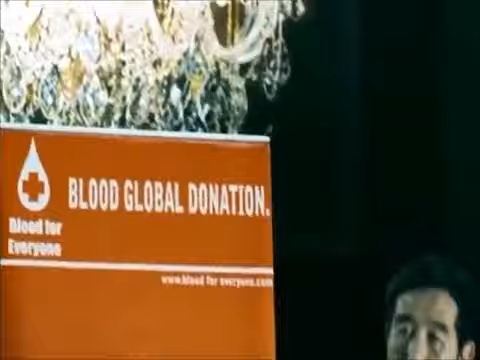 BLOOD GLOBAL DONATION.
Blood for
Everyone
www.blood for everyone.com